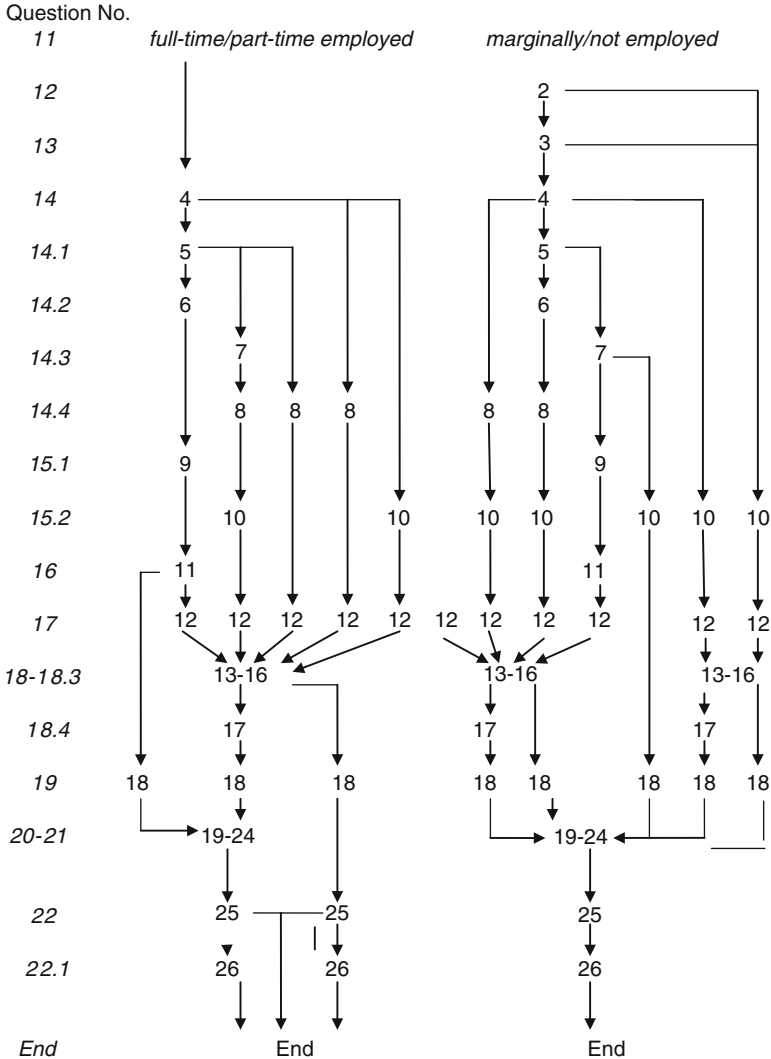 Question No.
11 full-time/part-time employed marginally/not employed
12 2
13 3
14 4 4
14.1 5 5
14.2 6 6
14.3 7 7
14.4 8 8 8 8 8
15.1 9 9
15.2 10 10 10 10 10 10 10
16 11 11
17 12 12 12 12 12 12 12 12 12 12 12
18-18.3 13-16 13-16 13-16
18.4 17 17 17
19 18 18 18 18 18 18 18 18
20-21 19-24 19-24
22 25 25 25
22.1 26 26 26
End End End